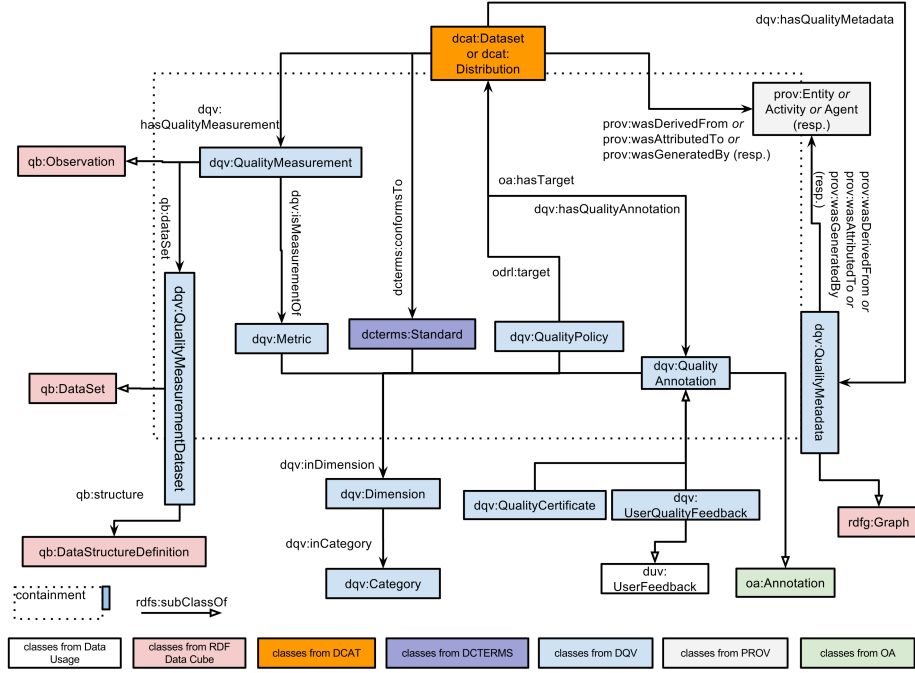 dqv:hasQualityMetadata
dcat:Dataset
or dcat:
Distribution
prov:Entity or
Activity or Agent
(resp.)
dqv:
hasQualityMeasurement
prov:wasDerivedFrom or
prov:wasAttributedTo or
prov:wasGeneratedBy (resp.)
qb:Observation
dqv:QualityMeasurement
oa:hasTarget
dqv:hasQualityAnnotation
prov:wasDerivedFrom or
prov:wasAttributedTo or
prov:wasGeneratedBy
(resp.)
qb:dataSet
dqv:isMeasurementOf
dcterms:conformsTo
odrl:target
dqv:QualityMeasurementDataset
dqv:Metric
dcterms:Standard
dqv:QualityPolicy
dqv:QualityMetadata
dqv:Quality
Annotation
qb:DataSet
dqv:inDimension
qb:structure
dqv:Dimension
dqv:QualityCertificate
dqv:
UserQualityFeedback
rdfg:Graph
qb:DataStructureDefinition
dqv:inCategory
dqv:Category
duv:
UserFeedback
oa:Annotation
containment
rdfs:subClassOf
classes from Data
Usage
classes from RDF
Data Cube
classes from DCAT
classes from DCTERMS
classes from DQV
classes from PROV
classes from OA